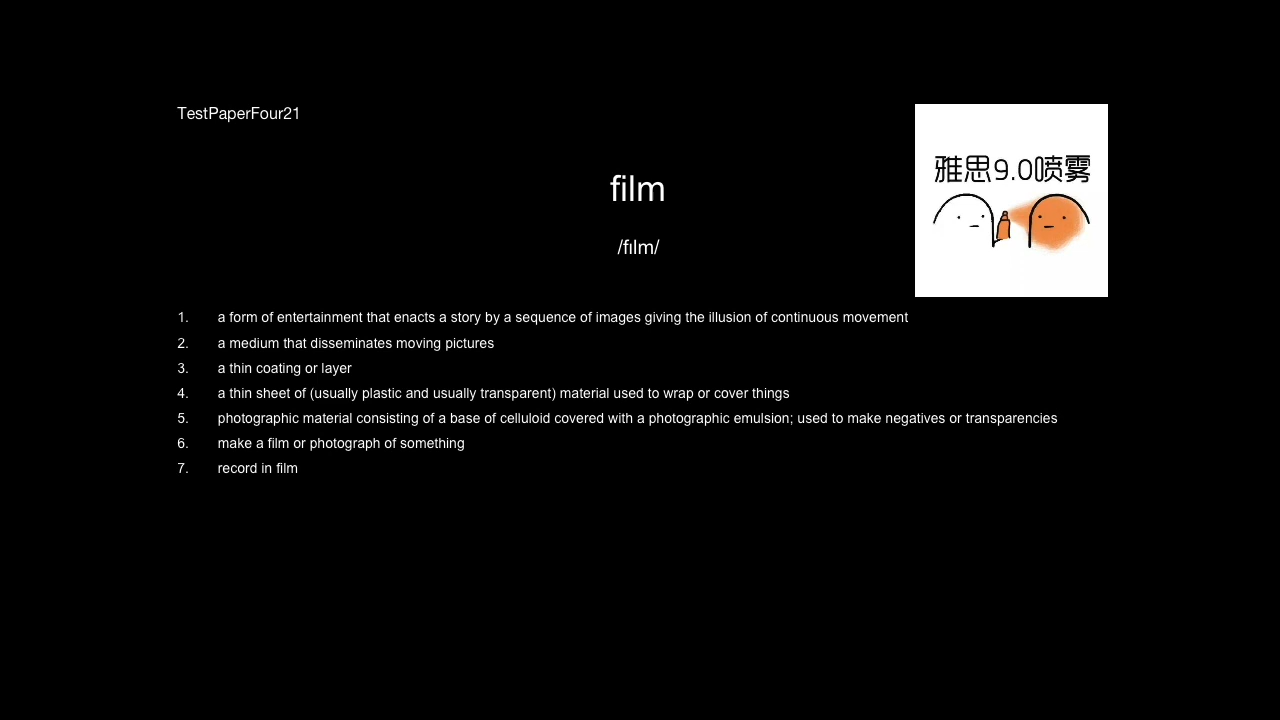 TestPaperFour21
雅思9.0喷雾
film
/fılm/
1. a form of entertainment that enacts a story by a sequence of images giving the illusion of continuous movement
2. a medium that disseminates moving pictures
3. a thin coating or layer
4. a thin sheet of (usually plastic and usually transparent) material used to wrap or cover things
5. photographic material consisting of a base of celluloid covered with a photographic emulsion; used to make negatives or transparencies
6. make a film or photograph of something
7. record in film